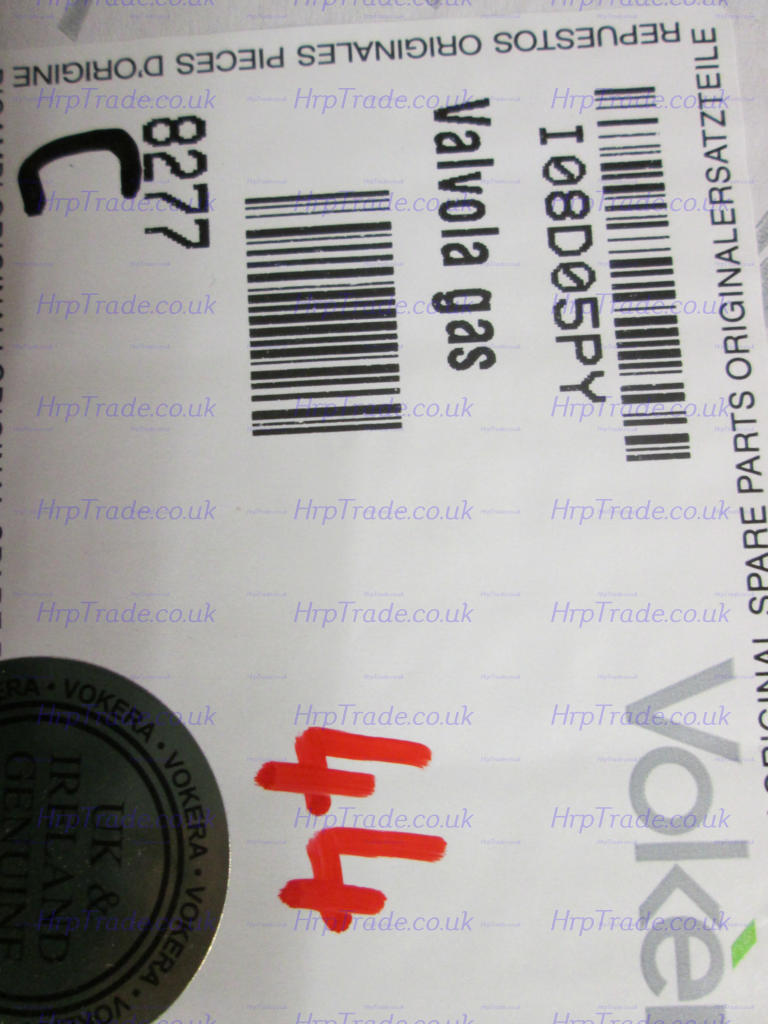 REPUESTOS ORIGINALES PIECES D'ORIGINE
ORIGINAL SPARE PARTS ORIGINALERSATZTEILE
I08D05PY
Valvola gas
8277
C
44
Voke
VOKERA • VOKERA • VOKERA • VOKERA
UK &
IRELAND
GENUINE
HrpTrade.co.uk